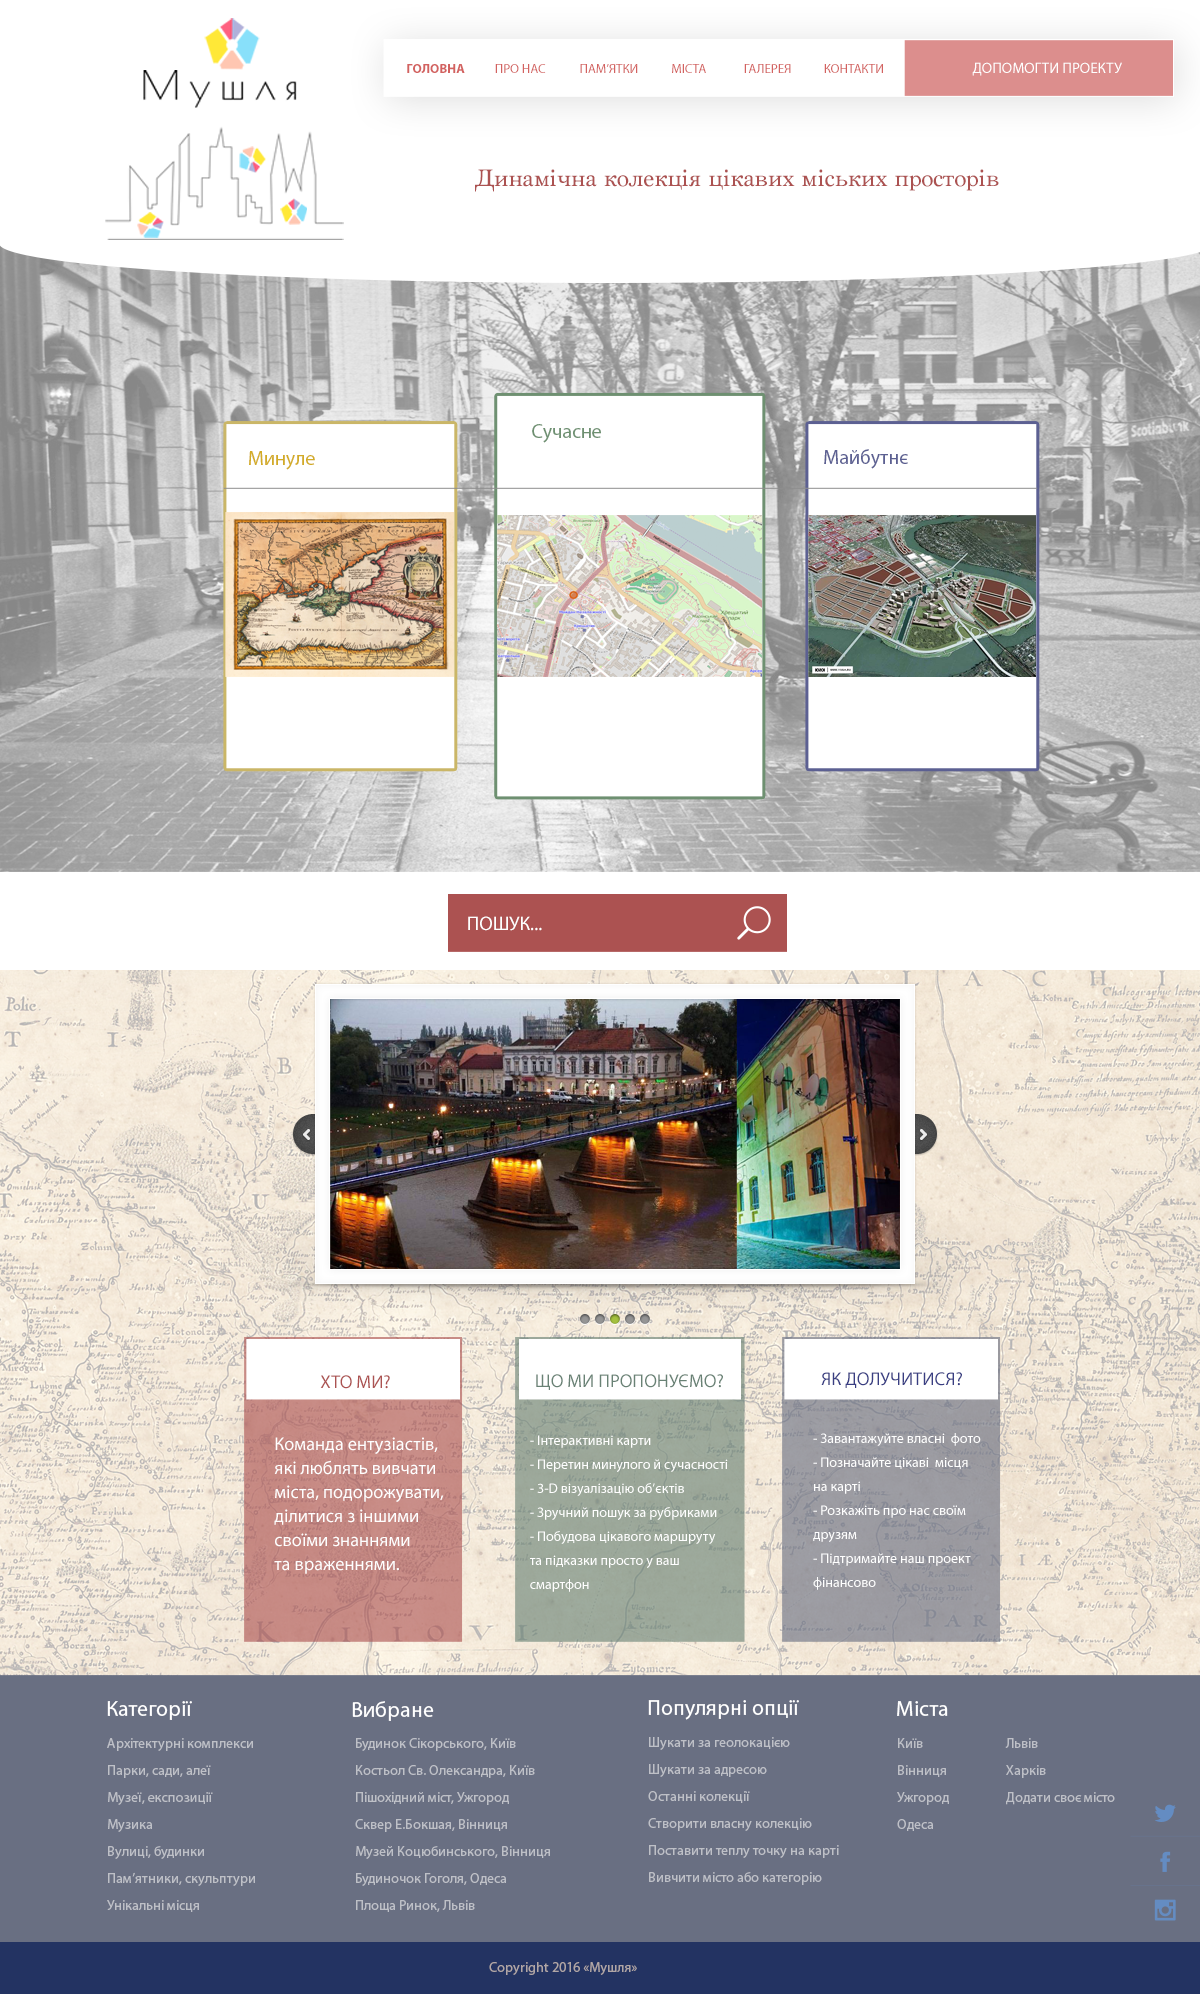 Мушля
ГОЛОВНА
ПРО НАС
ПАМ'ЯТКИ
МІСТА
ГАЛЕРЕЯ
КОНТАКТИ
ДОПОМОГТИ ПРОЕКТУ
Динамічна колекція цікавих міських просторів
Scotiabank
Минуле
Сучасне
Майбутнє
ПОШУК...
ХТО МИ?
Команда ентузіастів,
які люблять вивчати
міста, подорожувати,
ділитися з іншими
своїми знаннями
та враженнями.
ЩО МИ ПРОПОНУЄМО?
- Інтерактивні карти
- Перетин минулого й сучасності
- 3-D візуалізацію об'єктів
- Зручний пошук за рубриками
- Побудова цікавого маршруту
та підказки просто у ваш
смартфон
ЯК ДОЛУЧИТИСЯ?
- Завантажуйте власні фото
- Позначайте цікаві місця
на карті
- Розкажіть про нас своїм
друзям
- Підтримайте наш проект
фінансово
Категорії
Архітектурні комплекси
Парки, сади, алеї
Музеї, експозиції
Музика
Вулиці, будинки
Пам'ятники, скульптури
Унікальні місця
Вибране
Будинок Сікорського, Київ
Костьол Св. Олександра, Київ
Пішохідний міст, Ужгород
Сквер Е.Бокшая, Вінниця
Музей Коцюбинського, Вінниця
Будиночок Гоголя, Одеса
Площа Ринок, Львів
Популярні опції
Шукати за геолокацією
Шукати за адресою
Останні колекції
Створити власну колекцію
Поставити теплу точку на карті
Вивчити місто або категорію
Міста
Київ
Вінниця
Ужгород
Одеса
Львів
Харків
Додати своє місто
Copyright 2016 «Мушля»